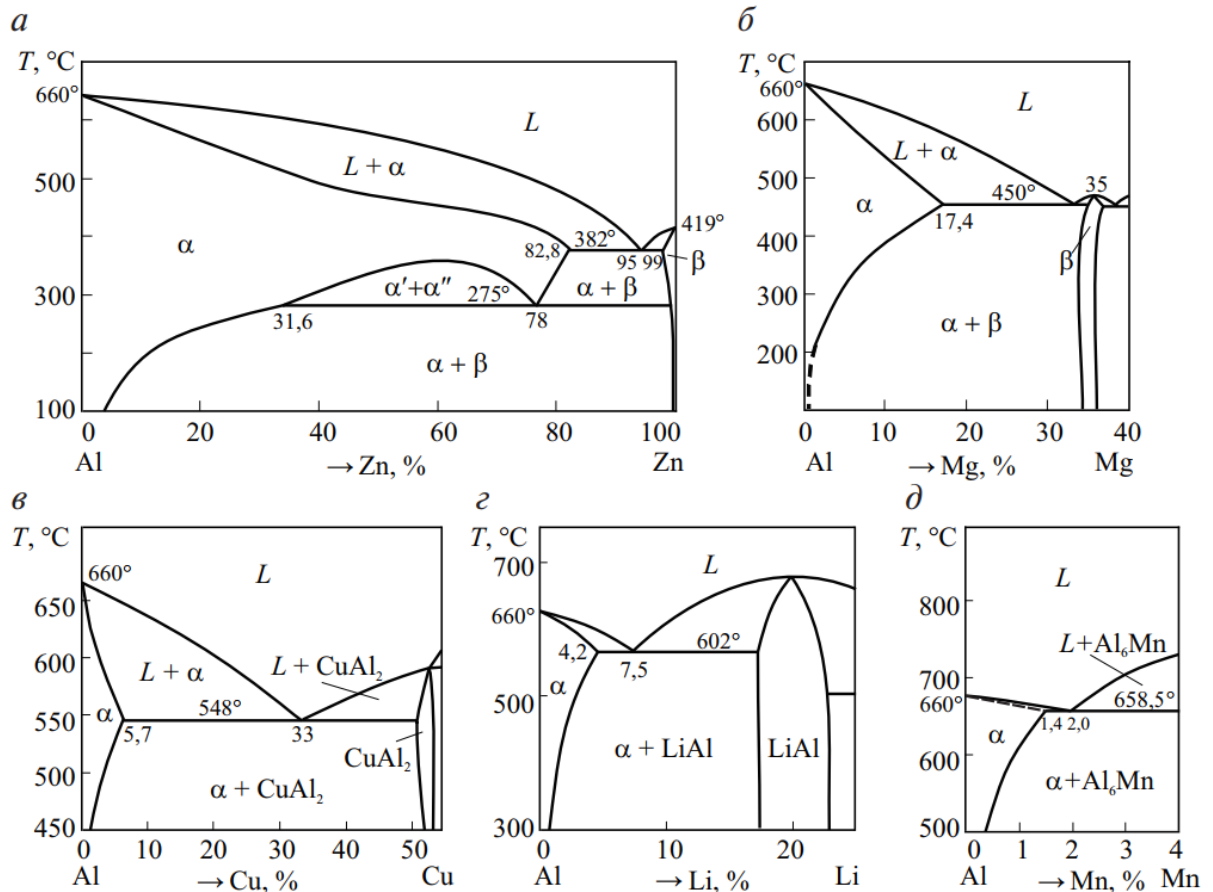 а
T, °C
660°
L
L + α
500
419°
α
82,8
382°
95 99
β
α′+α″
275°
α + β
300
31,6
78
α + β
100
0 20 40 60 80 100
Al → Zn, % Zn
б
T, °C
660°
L
600
L + α
500
450°
35
α
17,4
400
β
300
α + β
200
0 10 20 30 40
Al → Mg, % Mg
в
T, °C
660°
L
650
600
L + α
L + CuAl₂
548°
550
α
5,7
33
CuAl₂
500
α + CuAl₂
450
0 10 20 30 40 50
Al → Cu, % Cu
г
T, °C
700
L
660°
602°
4,2
7,5
α
500
α + LiAl
LiAl
300
0 10 20
Al → Li, % Li
д
T, °C
L
800
L+Al₆Mn
700
658,5°
660°
1,4 2,0
α
600
α+Al₆Mn
500
0 1 2 3 4
Al → Mn, % Mn